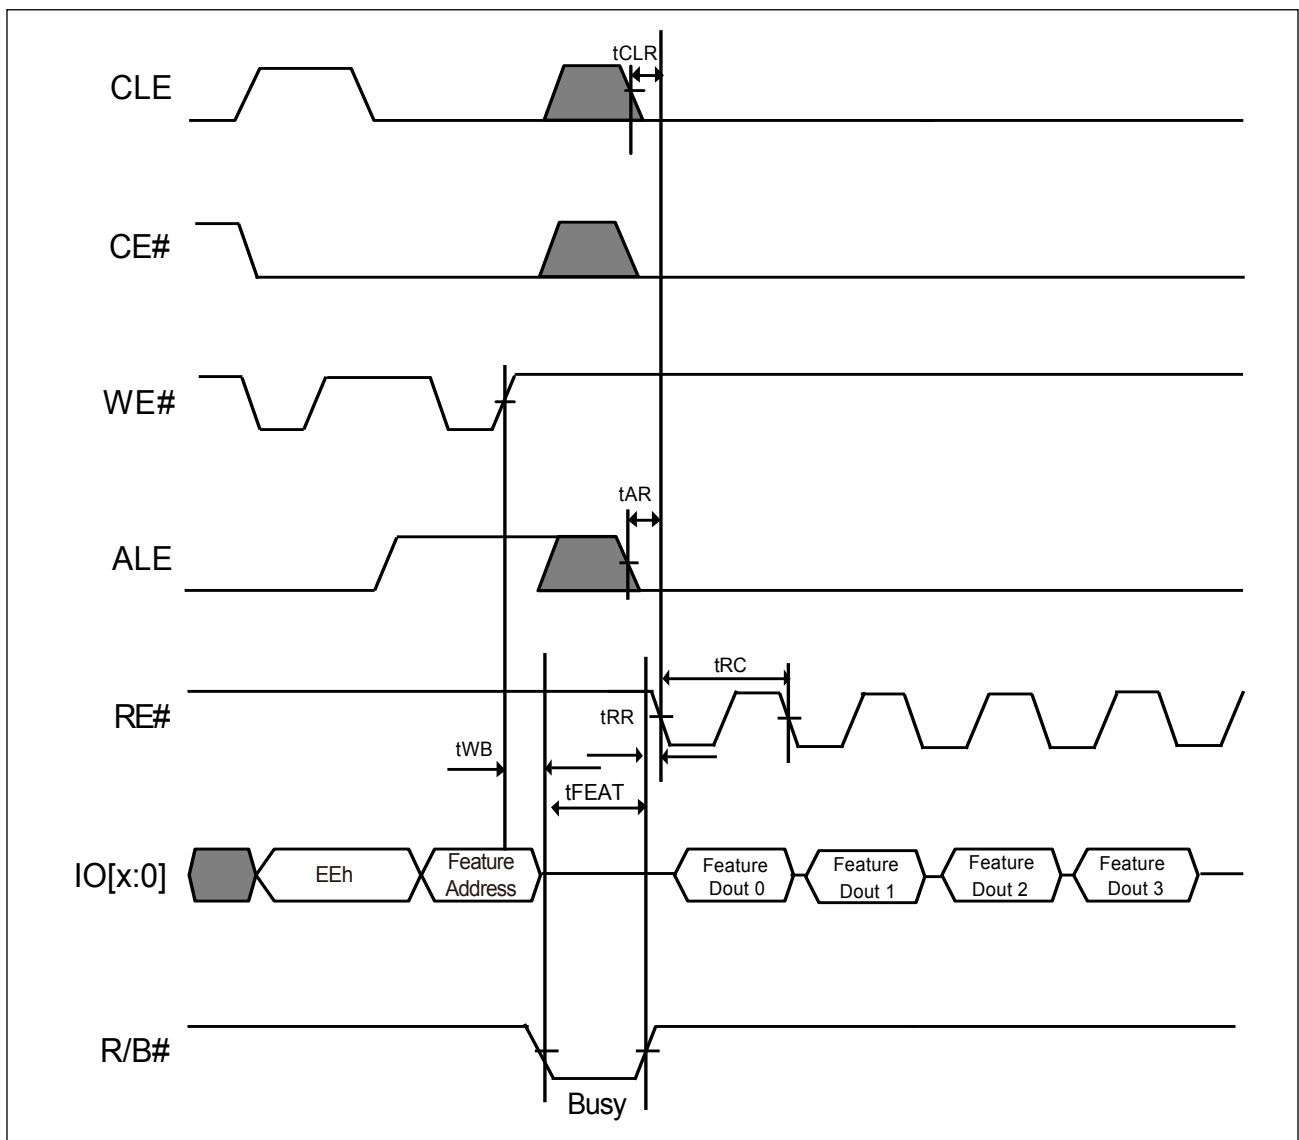 tCLR
CLE
CE#
WE#
tAR
ALE
tRC
RE#
tRR
tWB
tFEAT
IO[x:0]
EEh
Feature
Address
Feature
Dout 0
Feature
Dout 1
Feature
Dout 2
Feature
Dout 3
R/B#
Busy